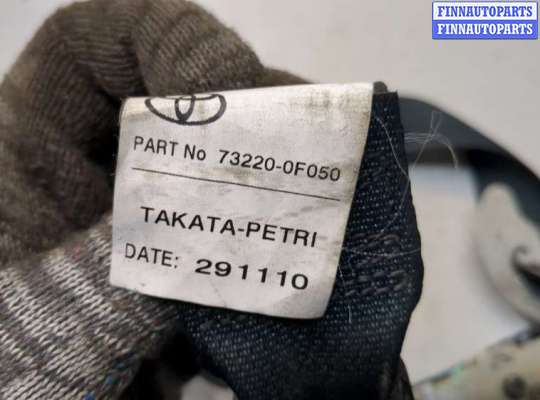 FINNAUTOPARTS
FINNAUTOPARTS
PART No 73220-0F050
TAKATA-PETRI
DATE: 291110